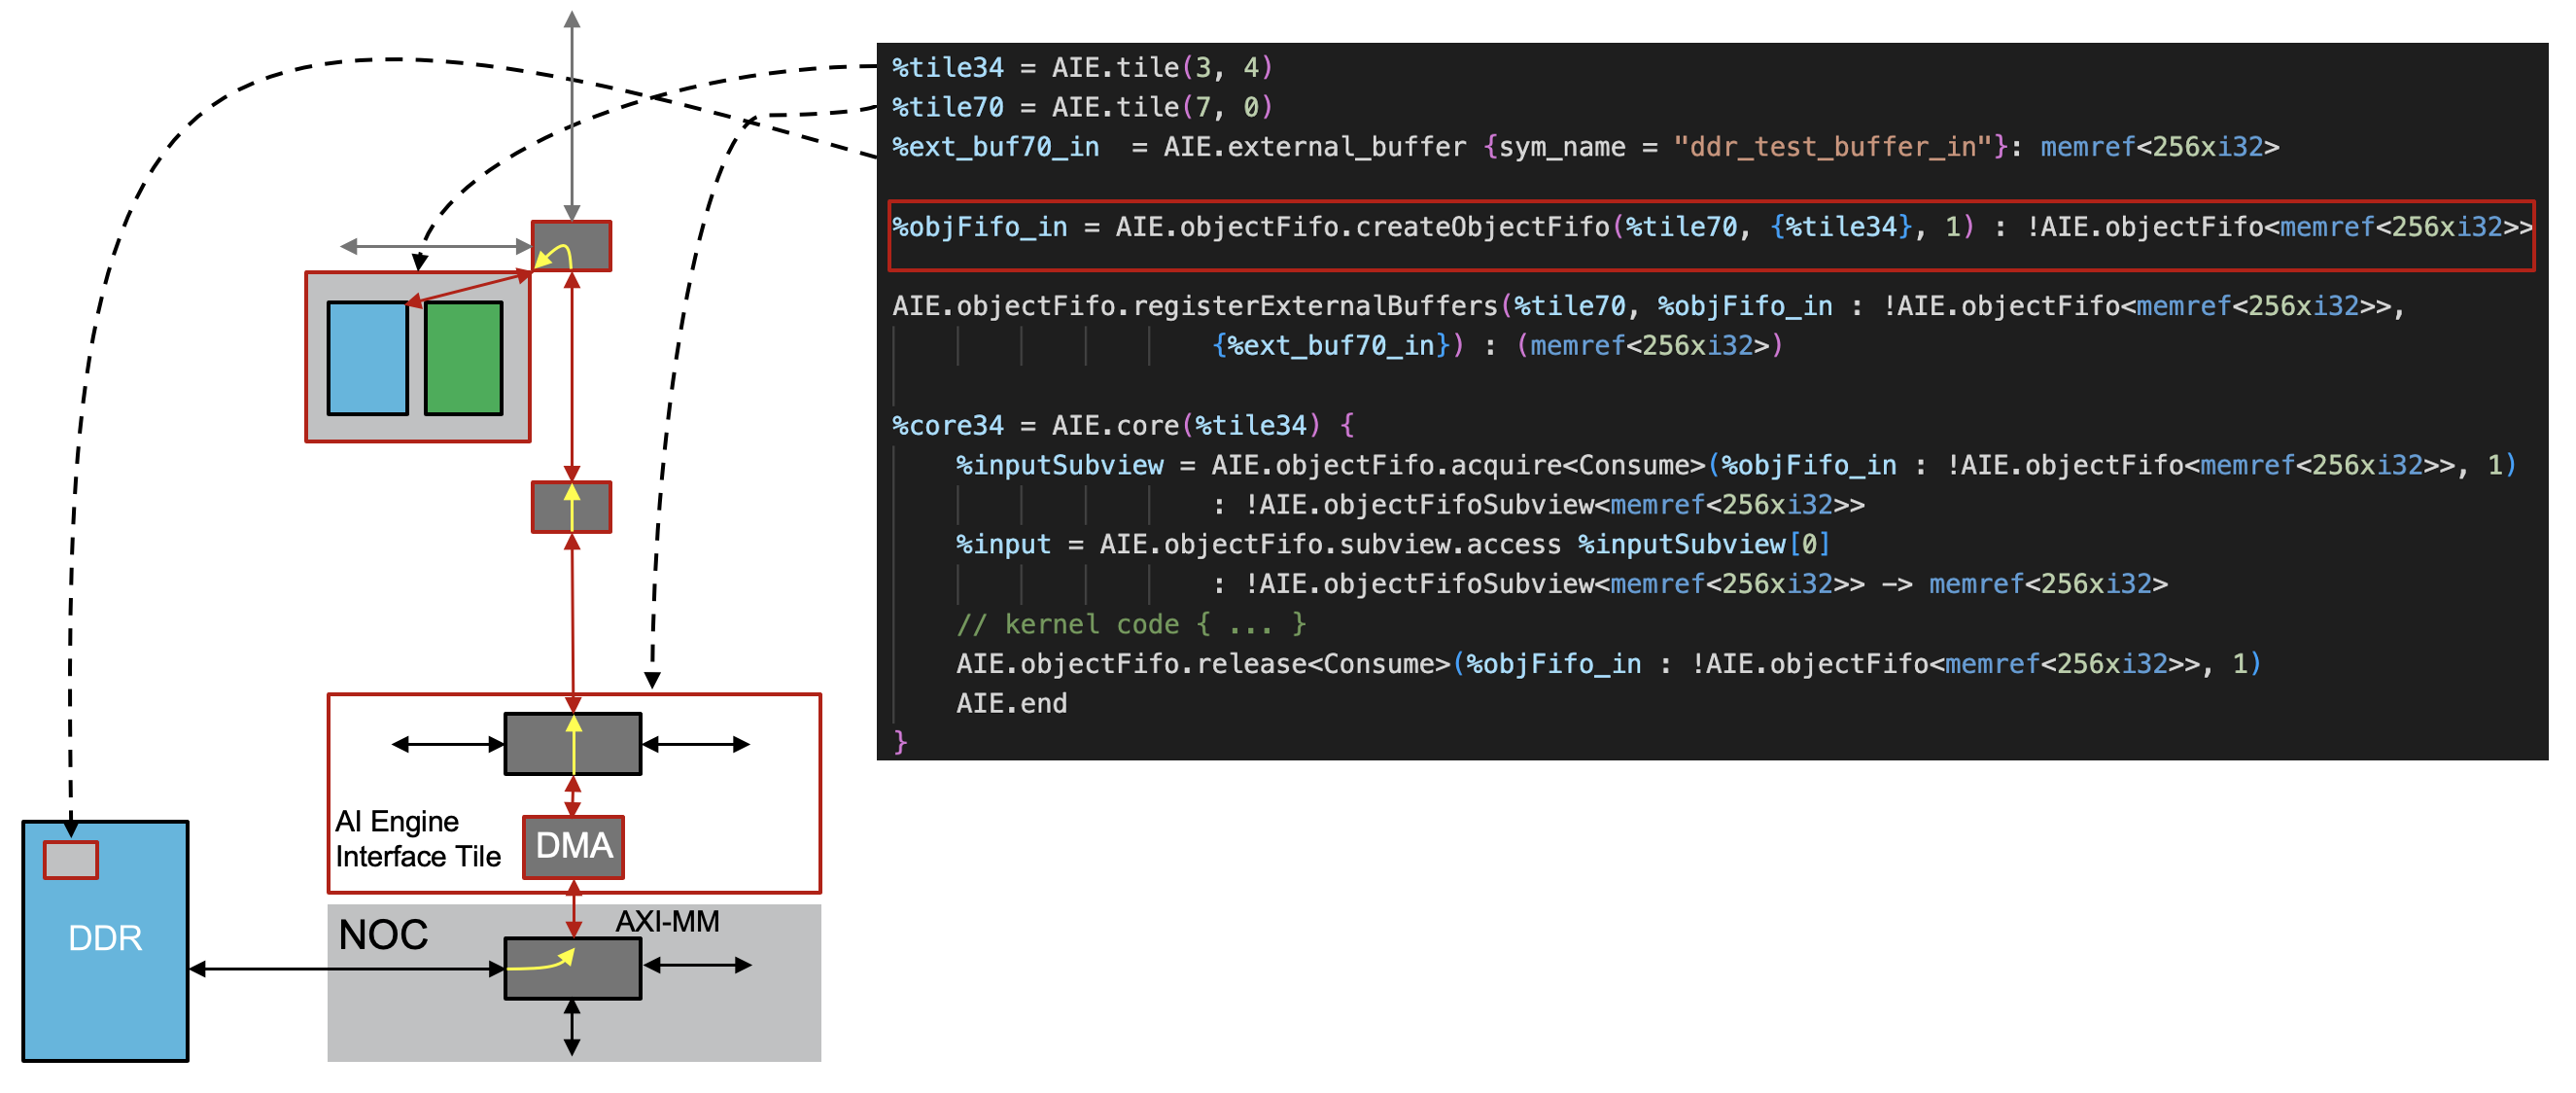 %tile34 = AIE.tile(3, 4)
%tile70 = AIE.tile(7, 0)
%ext_buf70_in  = AIE.external_buffer {sym_name = "ddr_test_buffer_in"}: memref<256xi32>
%objFifo_in = AIE.objectFifo.createObjectFifo(%tile70, {%tile34}, 1) : !AIE.objectFifo<memref<256xi32>>
AIE.objectFifo.registerExternalBuffers(%tile70, %objFifo_in : !AIE.objectFifo<memref<256xi32>>,
{%ext_buf70_in}) : (memref<256xi32>)
%core34 = AIE.core(%tile34) {
%inputSubview = AIE.objectFifo.acquire<Consume>(%objFifo_in : !AIE.objectFifo<memref<256xi32>>, 1)
: !AIE.objectFifoSubview<memref<256xi32>>
%input = AIE.objectFifo.subview.access %inputSubview[0]
: !AIE.objectFifoSubview<memref<256xi32>> -> memref<256xi32>
// kernel code { ... }
AIE.objectFifo.release<Consume>(%objFifo_in : !AIE.objectFifo<memref<256xi32>>, 1)
AIE.end
}
AI Engine
Interface Tile
DMA
NOC
AXI-MM
DDR